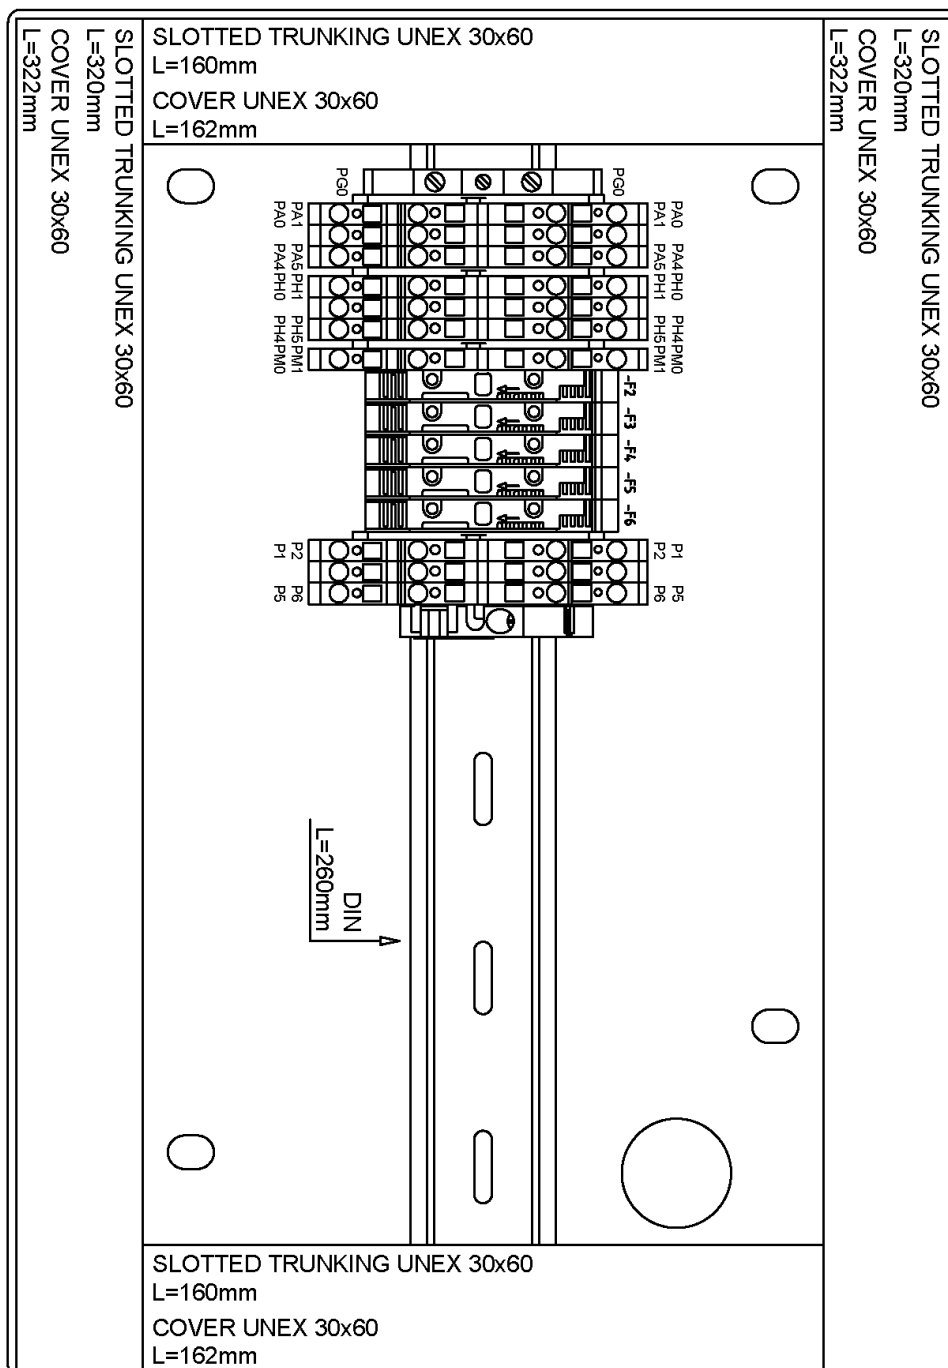 SLOTTED TRUNKING UNEX 30x60
L=160mm
COVER UNEX 30x60
L=162mm
SLOTTED TRUNKING UNEX 30x60
L=320mm
COVER UNEX 30x60
L=322mm
SLOTTED TRUNKING UNEX 30x60
L=320mm
COVER UNEX 30x60
L=322mm
PG0
PG0
PA1
PA0
PA0
PA1
PA5
PA4
PA4
PA5
PH1
PH0
PH0
PH1
PH5
PH4
PH4
PH5
PM1
PM0
PM0
PM1
-F2
-F3
-F4
-F5
-F6
P2
P1
P1
P2
P6
P5
P5
P6
DIN
L=260mm
SLOTTED TRUNKING UNEX 30x60
L=160mm
COVER UNEX 30x60
L=162mm